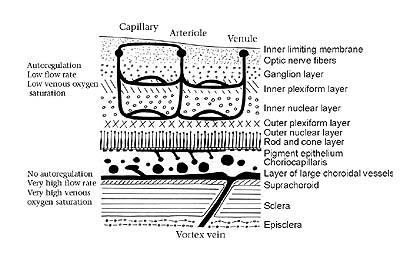 Capillary
Arteriole
Venule
Autoregulation
Low flow rate
Low venous oxygen
saturation
Inner limiting membrane
Optic nerve fibers
Ganglion layer
Inner plexiform layer
Inner nuclear layer
Outer plexiform layer
Outer nuclear layer
Rod and cone layer
Pigment epithelium
Choriocapillaris
Layer of large choroidal vessels
Suprachoroid
Sclera
Episclera
No autoregulation
Very high flow rate
Very high venous
oxygen saturation
Vortex vein